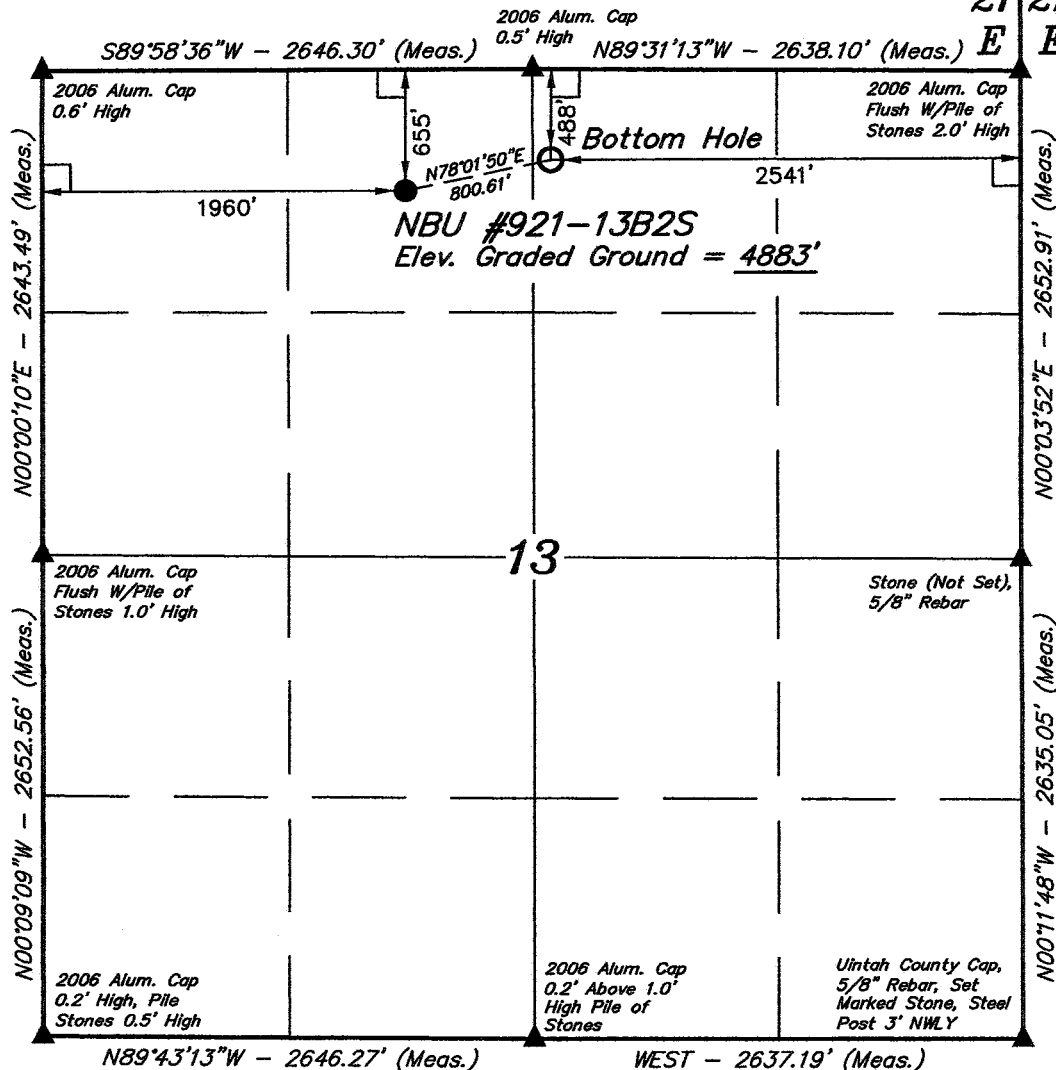 2006 Alum. Cap
0.5' High
S89°58'36"W - 2646.30' (Meas.)
N89°31'13"W - 2638.10' (Meas.)
E
E
2006 Alum. Cap
0.6' High
655'
488'
Bottom Hole
2006 Alum. Cap
Flush W/Pile of
Stones 2.0' High
N78°01'50"E
800.61'
2541'
1960'
NBU #921-13B2S
Elev. Graded Ground = 4883'
N00°00'10"E - 2643.49' (Meas.)
N00°03'52"E - 2652.91' (Meas.)
13
2006 Alum. Cap
Flush W/Pile of
Stones 1.0' High
Stone (Not Set),
5/8" Rebar
N00°09'09"W - 2652.56' (Meas.)
N00°11'48"W - 2635.05' (Meas.)
2006 Alum. Cap
0.2' High, Pile
Stones 0.5' High
2006 Alum. Cap
0.2' Above 1.0'
High Pile of
Stones
Uintah County Cap,
5/8" Rebar, Set
Marked Stone, Steel
Post 3' NWLY
N89°43'13"W - 2646.27' (Meas.)
WEST - 2637.19' (Meas.)